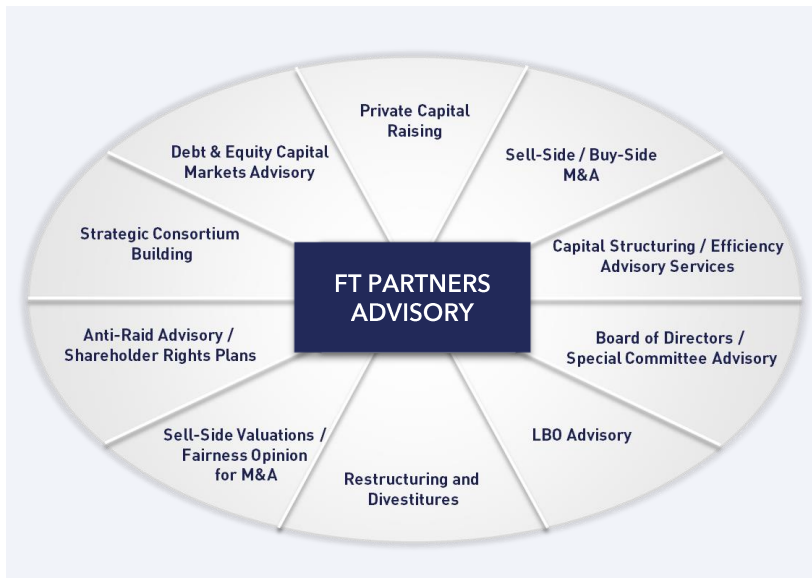 Private Capital
Raising
Sell-Side / Buy-Side
M&A
Capital Structuring / Efficiency
Advisory Services
Board of Directors /
Special Committee Advisory
LBO Advisory
Restructuring and
Divestitures
Sell-Side Valuations /
Fairness Opinion
for M&A
Anti-Raid Advisory /
Shareholder Rights Plans
Strategic Consortium
Building
Debt & Equity Capital
Markets Advisory
FT PARTNERS
ADVISORY